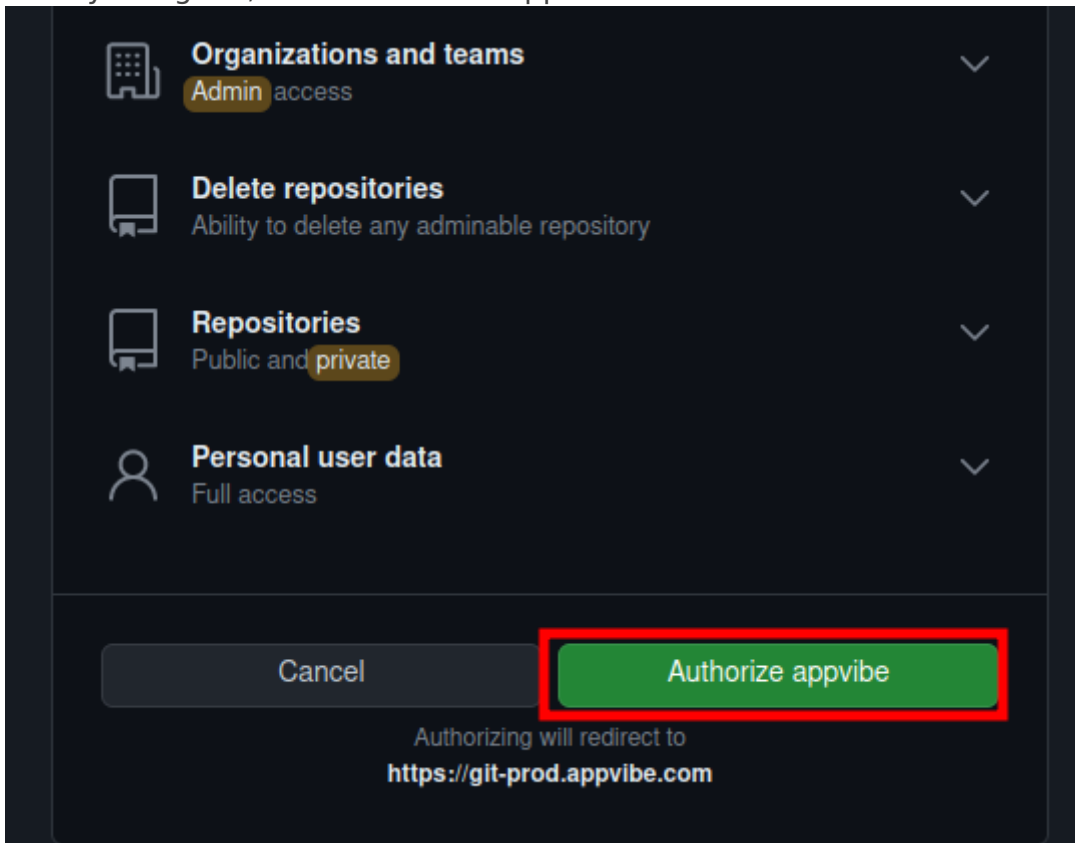 Organizations and teams
Admin access
Delete repositories
Ability to delete any adminable repository
Repositories
Public and private
Personal user data
Full access
Cancel
Authorize appvibe
Authorizing will redirect to
https://git-prod.appvibe.com